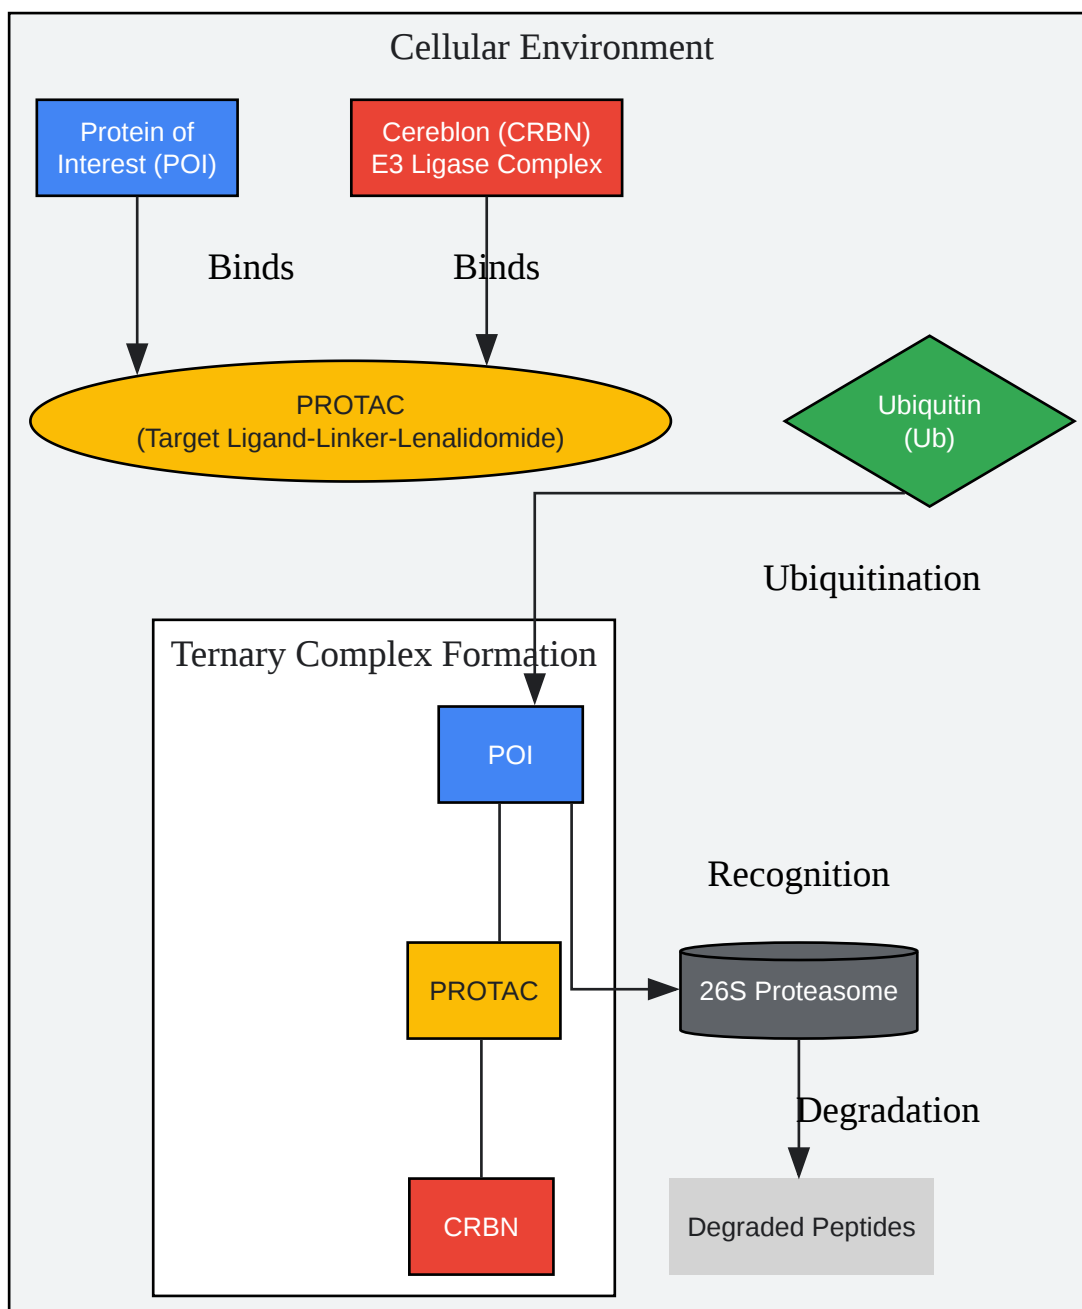 Cellular Environment
Protein of
Interest (POI)
Cereblon (CRBN)
E3 Ligase Complex
Binds
Binds
PROTAC
(Target Ligand-Linker-Lenalidomide)
Ubiquitin
(Ub)
Ubiquitination
Ternary Complex Formation
POI
Recognition
PROTAC
26S Proteasome
Degradation
CRBN
Degraded Peptides